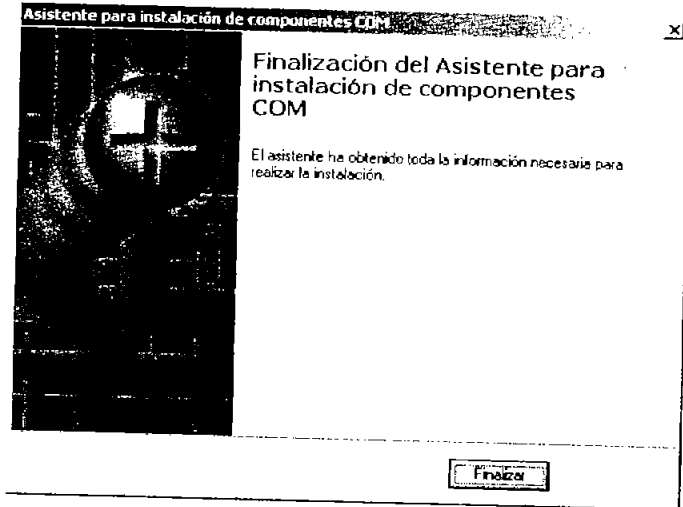 Asistente para instalación de componentes COM
Finalización del Asistente para
instalación de componentes
COM
El asistente ha obtenido toda la información necesaria para
realizar la instalación.
Finalizar